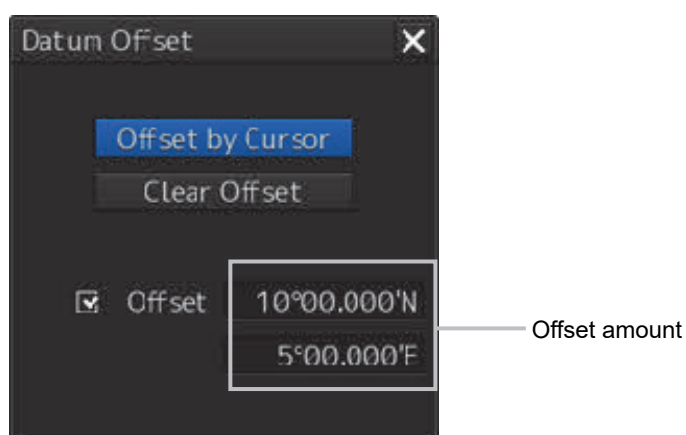 Datum Offset
Offset by Cursor
Clear Offset
Offset 10°00.000'N
5°00.000'E
Offset amount